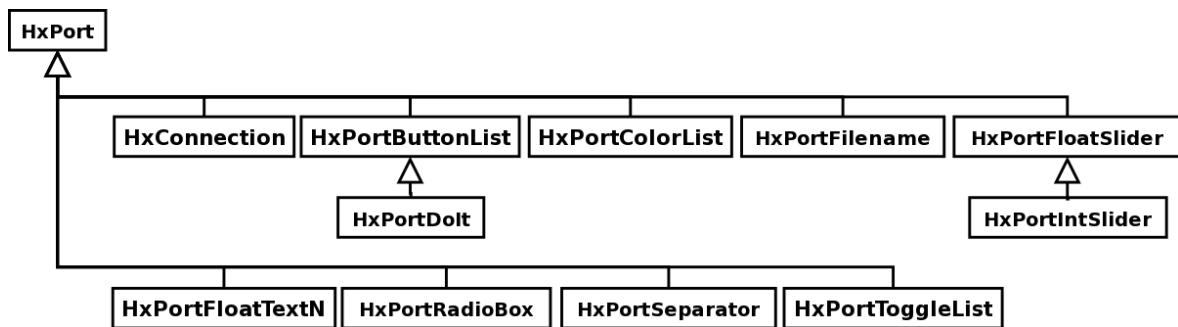 HxPort
HxConnection
HxPortButtonList
HxPortColorList
HxPortFilename
HxPortFloatSlider
HxPortDoIt
HxPortIntSlider
HxPortFloatTextN
HxPortRadioBox
HxPortSeparator
HxPortToggleList